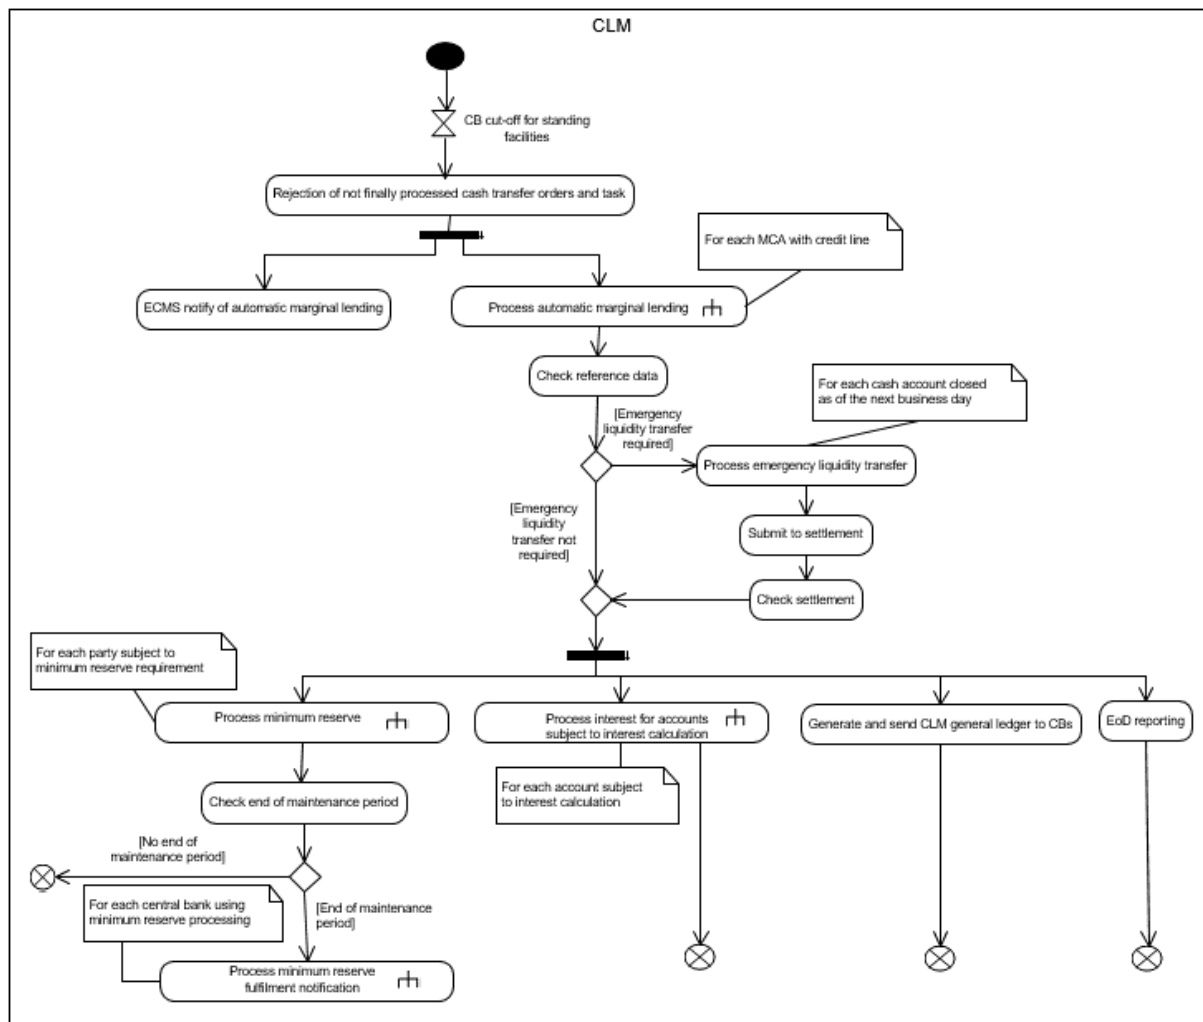 CLM
CB cut-off for standing
facilities
Rejection of not finally processed cash transfer orders and task
For each MCA with credit line
ECMS notify of automatic marginal lending
Process automatic marginal lending
Check reference data
For each cash account closed
as of the next business day
[Emergency
liquidity transfer
required]
Process emergency liquidity transfer
[Emergency
liquidity
transfer not
required]
Submit to settlement
Check settlement
For each party subject to
minimum reserve requirement
Process minimum reserve
Process interest for accounts
subject to interest calculation
Generate and send CLM general ledger to CBs
EoD reporting
For each account subject
to interest calculation
Check end of maintenance period
[No end of
maintenance period]
For each central bank using
minimum reserve processing
[End of maintenance
period]
Process minimum reserve
fulfilment notification